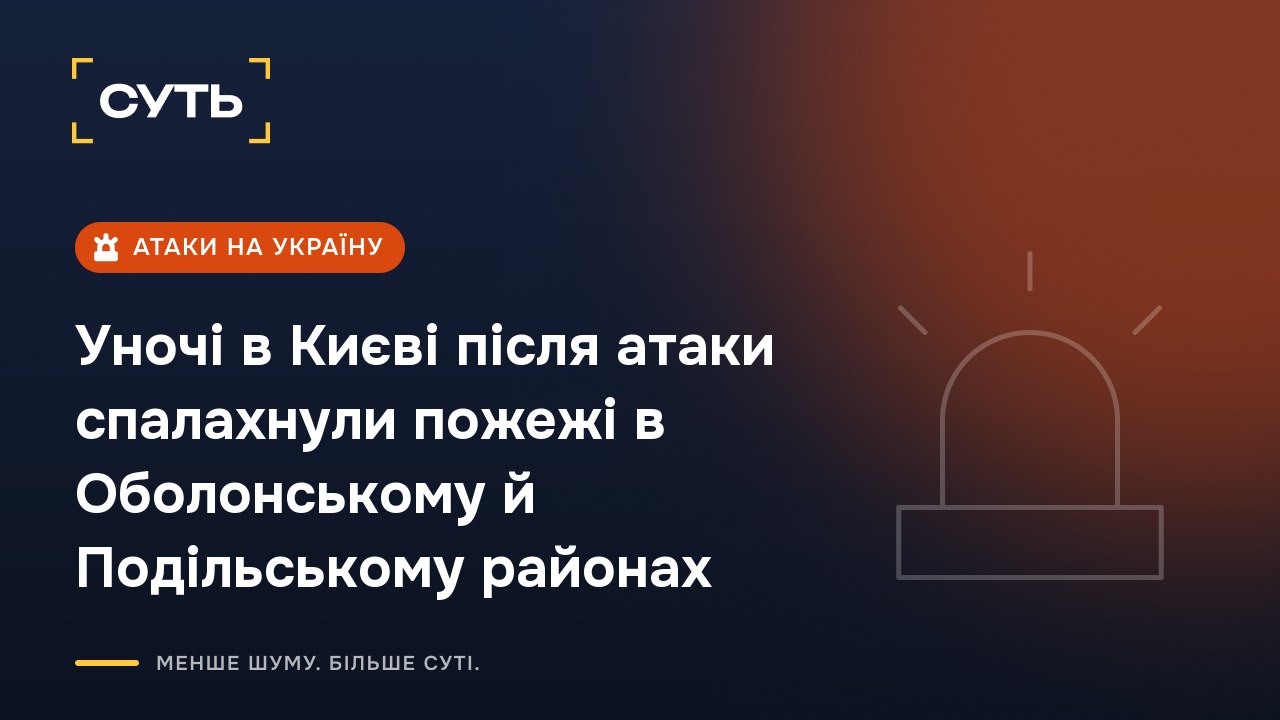 СУТЬ
АТАКИ НА УКРАЇНУ
Уночі в Києві після атаки
спалахнули пожежі в
Оболонському й
Подільському районах
МЕНШЕ ШУМУ. БІЛЬШЕ СУТІ.